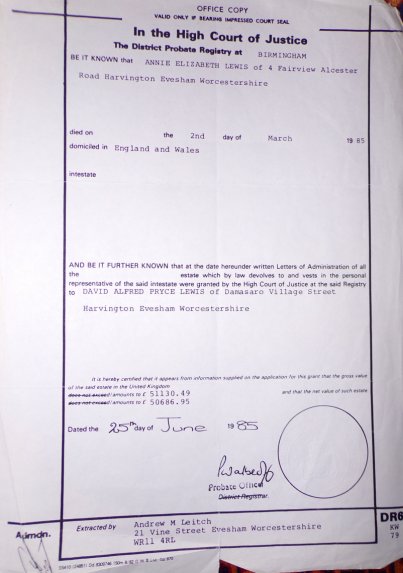 OFFICE COPY
VALID ONLY IF BEARING IMPRESSED COURT SEAL
In the High Court of Justice
The District Probate Registry at BIRMINGHAM
BE IT KNOWN that ANNIE ELIZABETH LEWIS of 4 Fairview Alcester
Road Harvington Evesham Worcestershire
died on the 2nd day of March 1985
domiciled in England and Wales
intestate
AND BE IT FURTHER KNOWN that at the date hereunder written Letters of Administration of all
the estate which by law devolves to and vests in the personal
representative of the said intestate were granted by the High Court of Justice at the said Registry
to DAVID ALFRED PRYCE LEWIS of Damasaro Village Street
Harvington Evesham Worcestershire
It is hereby certified that it appears from information supplied on the application for this grant that the gross value
of the said estate in the United Kingdom
does not exceed/amounts to £ 51130.49 and that the net value of such estate
does not exceed/amounts to £ 50686.95
Dated the 25th day of June 1985
Probate Officer
District Registrar.
DR6
KW
79
Admon.
Extracted by Andrew M Leitch
21 Vine Street Evesham Worcestershire
WR11 4RL